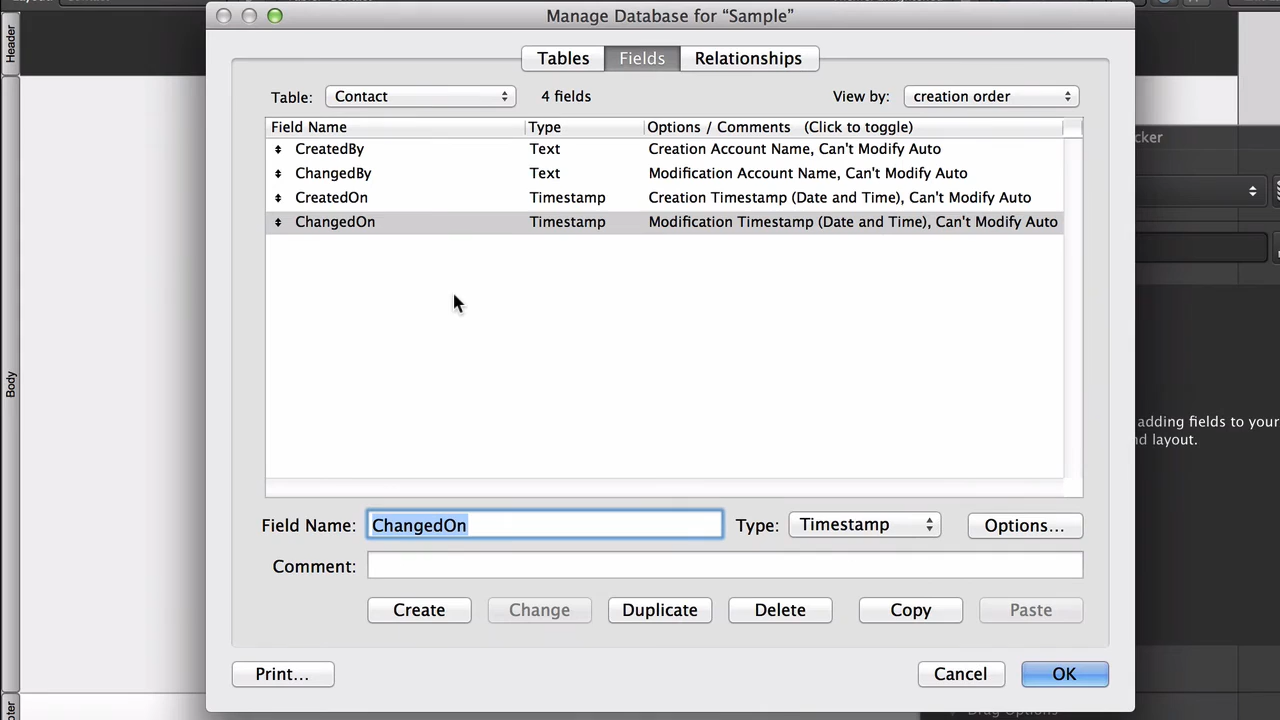 Header
Manage Database for “Sample”
Tables Fields Relationships
Table: Contact 4 fields View by: creation order
Field Name Type Options / Comments (Click to toggle)
CreatedBy Text Creation Account Name, Can't Modify Auto
ChangedBy Text Modification Account Name, Can't Modify Auto
CreatedOn Timestamp Creation Timestamp (Date and Time), Can't Modify Auto
ChangedOn Timestamp Modification Timestamp (Date and Time), Can't Modify Auto
cker
Body
adding fields to your
nd layout.
Field Name: ChangedOn Type: Timestamp Options...
Comment:
Create Change Duplicate Delete Copy Paste
Print... Cancel OK
oter
Drag Options